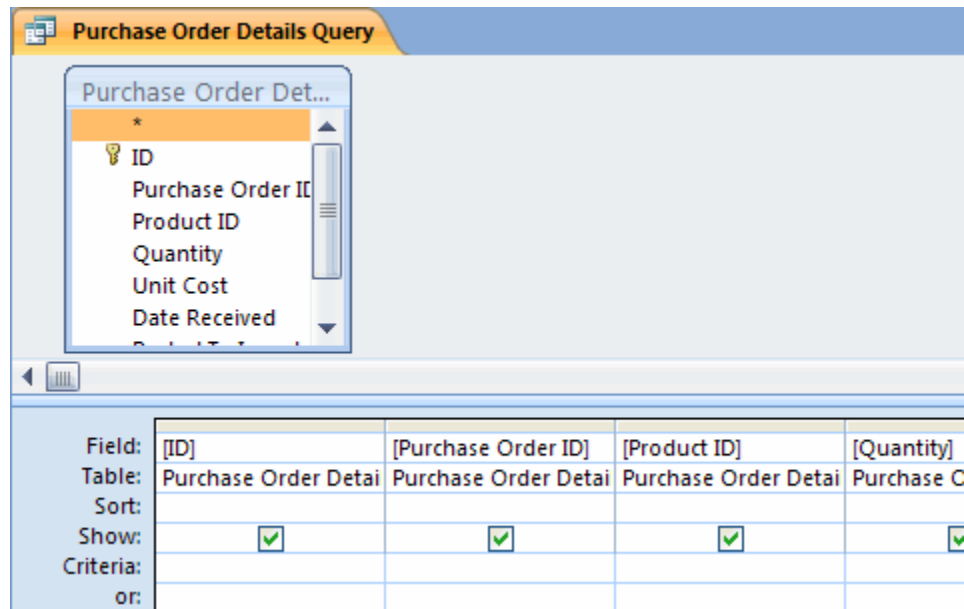 Purchase Order Details Query
Purchase Order Det...
*
ID
Purchase Order ID
Product ID
Quantity
Unit Cost
Date Received
Field: [ID] [Purchase Order ID] [Product ID] [Quantity]
Table: Purchase Order Detai Purchase Order Detai Purchase Order Detai Purchase O
Sort:
Show:
Criteria:
or: